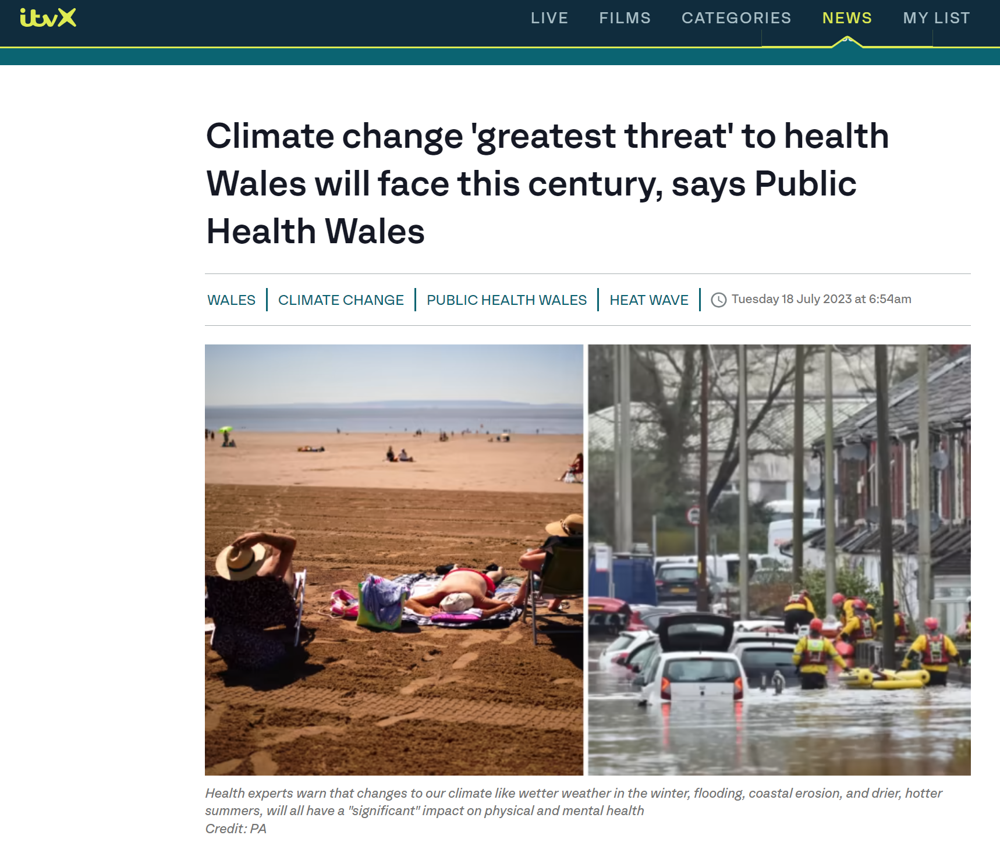 itvX
LIVE FILMS CATEGORIES NEWS MY LIST
Climate change 'greatest threat' to health
Wales will face this century, says Public
Health Wales
WALES CLIMATE CHANGE PUBLIC HEALTH WALES HEAT WAVE Tuesday 18 July 2023 at 6:54am
Health experts warn that changes to our climate like wetter weather in the winter, flooding, coastal erosion, and drier, hotter
summers, will all have a "significant" impact on physical and mental health
Credit: PA